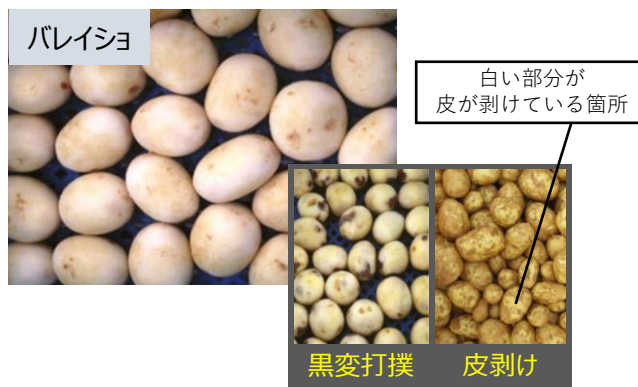 バレイショ
白い部分が
皮が剥けている箇所
黒変打撲
皮剥け